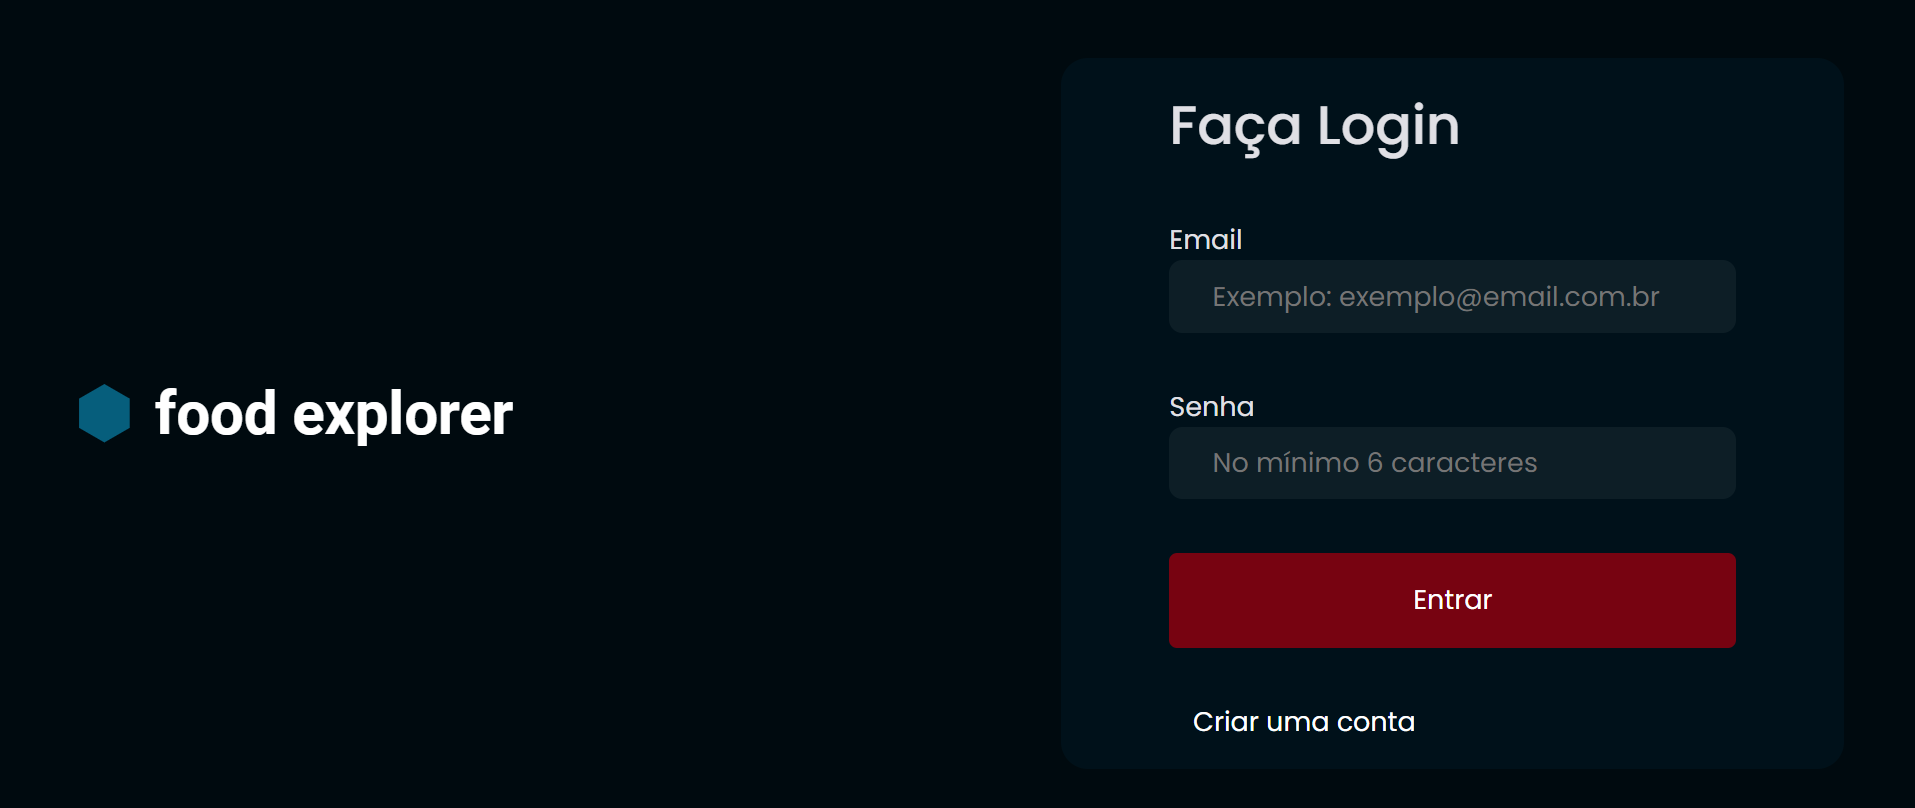 food explorer
Faça Login
Email
Exemplo: exemplo@email.com.br
Senha
No mínimo 6 caracteres
Entrar
Criar uma conta